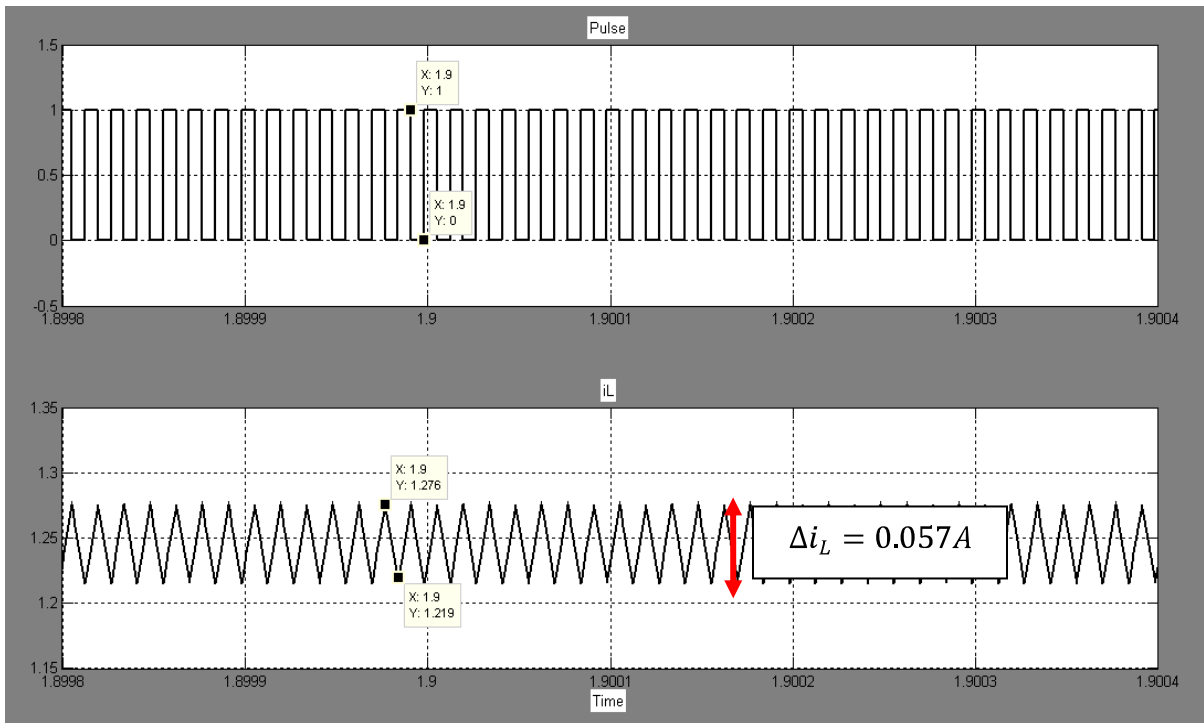 Pulse
1.5
X: 1.9
Y: 1
1
0.5
X: 1.9
Y: 0
0
-0.5
1.8998 1.8999 1.9 1.9001 1.9002 1.9003 1.9004
iL
1.35
1.3
X: 1.9
Y: 1.276
1.25
Δi_L = 0.057A
1.2
X: 1.9
Y: 1.219
1.15
1.8998 1.8999 1.9 1.9001 1.9002 1.9003 1.9004
Time